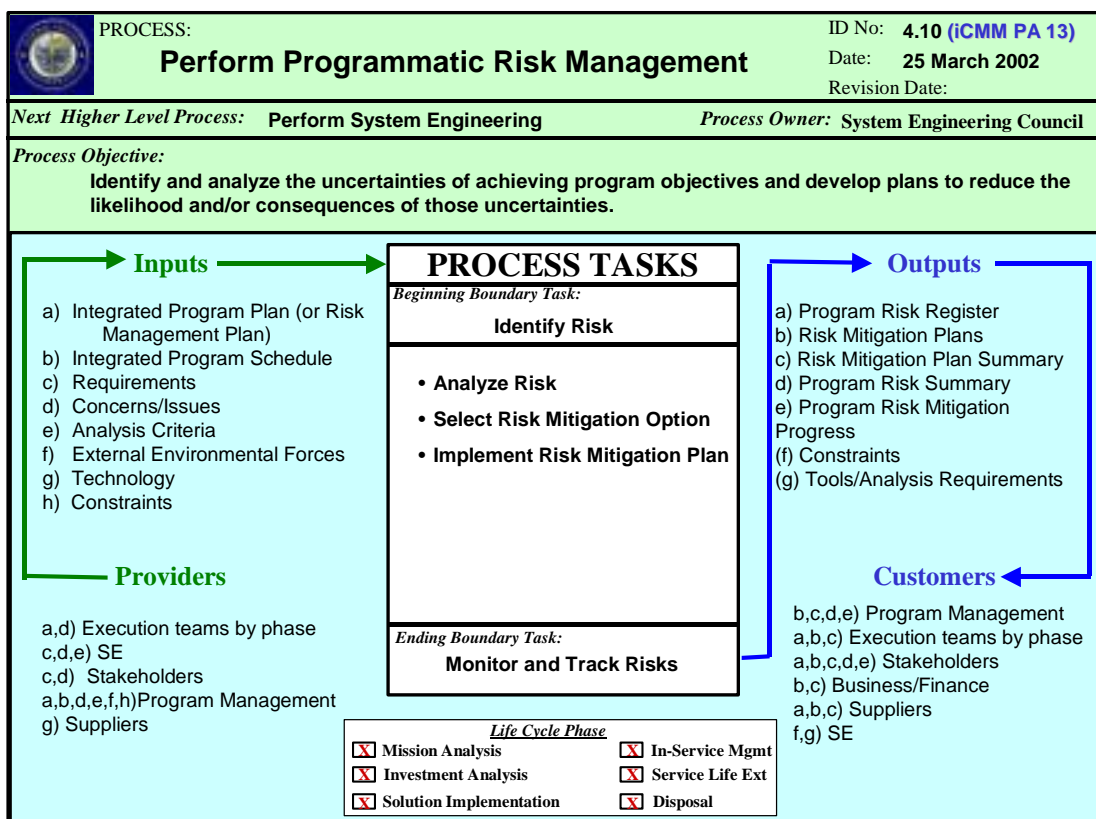 PROCESS:
Perform Programmatic Risk Management
ID No: 4.10 (iCMM PA 13)
Date: 25 March 2002
Revision Date:
Next Higher Level Process: Perform System Engineering
Process Owner: System Engineering Council
Process Objective:
Identify and analyze the uncertainties of achieving program objectives and develop plans to reduce the
likelihood and/or consequences of those uncertainties.
Inputs
a) Integrated Program Plan (or Risk
Management Plan)
b) Integrated Program Schedule
c) Requirements
d) Concerns/Issues
e) Analysis Criteria
f) External Environmental Forces
g) Technology
h) Constraints
Providers
a,d) Execution teams by phase
c,d,e) SE
c,d) Stakeholders
a,b,d,e,f,h)Program Management
g) Suppliers
PROCESS TASKS
Beginning Boundary Task:
Identify Risk
• Analyze Risk
• Select Risk Mitigation Option
• Implement Risk Mitigation Plan
Ending Boundary Task:
Monitor and Track Risks
Outputs
a) Program Risk Register
b) Risk Mitigation Plans
c) Risk Mitigation Plan Summary
d) Program Risk Summary
e) Program Risk Mitigation
Progress
(f) Constraints
(g) Tools/Analysis Requirements
Customers
b,c,d,e) Program Management
a,b,c) Execution teams by phase
a,b,c,d,e) Stakeholders
b,c) Business/Finance
a,b,c) Suppliers
f,g) SE
Life Cycle Phase
X Mission Analysis
X Investment Analysis
X Solution Implementation
X In-Service Mgmt
X Service Life Ext
X Disposal